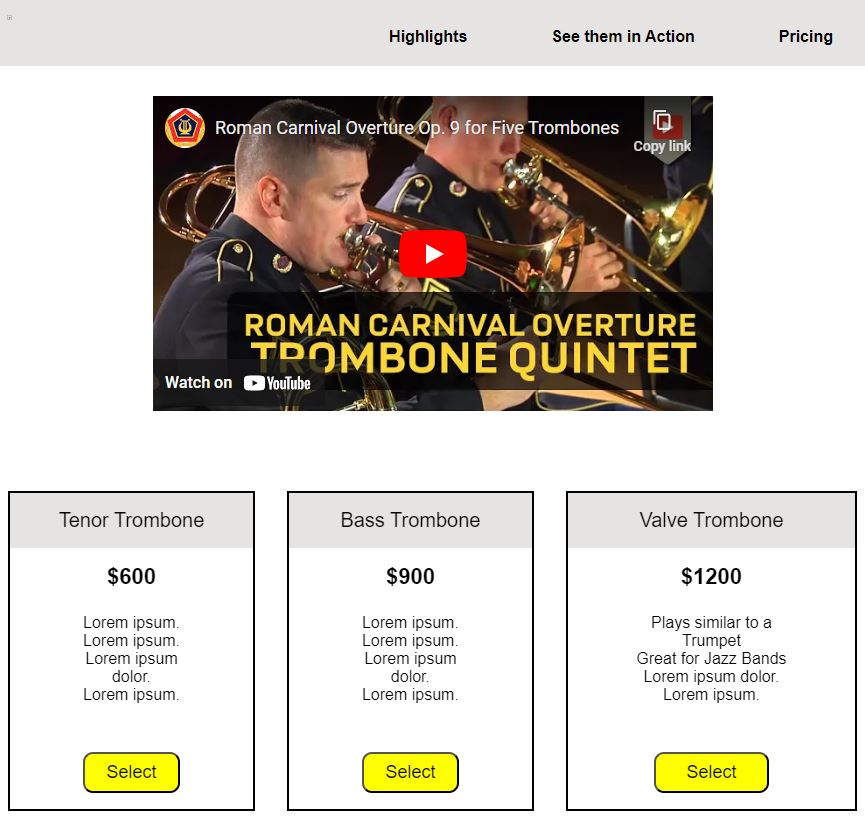 Highlights
See them in Action
Pricing
Roman Carnival Overture Op. 9 for Five Trombones
Copy link
ROMAN CARNIVAL OVERTURE
TROMBONE QUINTET
Watch on YouTube
Tenor Trombone
$600
Lorem ipsum.
Lorem ipsum.
Lorem ipsum
dolor.
Lorem ipsum.
Select
Bass Trombone
$900
Lorem ipsum.
Lorem ipsum.
Lorem ipsum
dolor.
Lorem ipsum.
Select
Valve Trombone
$1200
Plays similar to a
Trumpet
Great for Jazz Bands
Lorem ipsum dolor.
Lorem ipsum.
Select